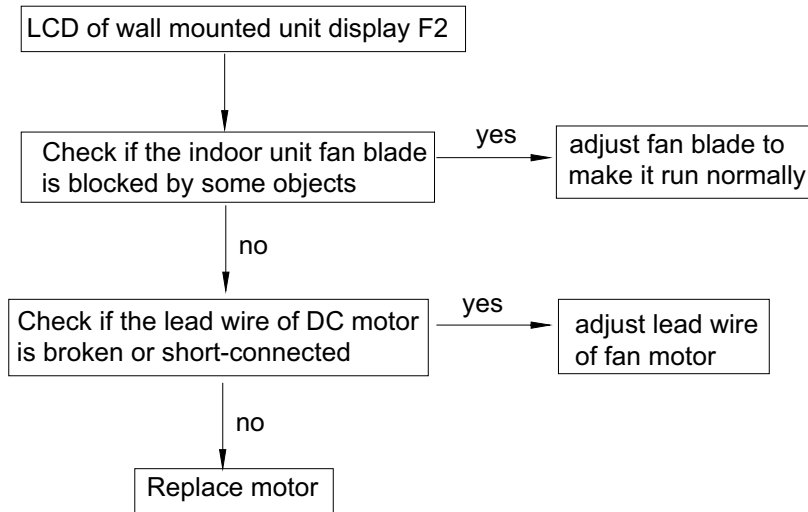 LCD of wall mounted unit display F2
Check if the indoor unit fan blade
is blocked by some objects
yes
adjust fan blade to
make it run normally
no
Check if the lead wire of DC motor
is broken or short-connected
yes
adjust lead wire
of fan motor
no
Replace motor